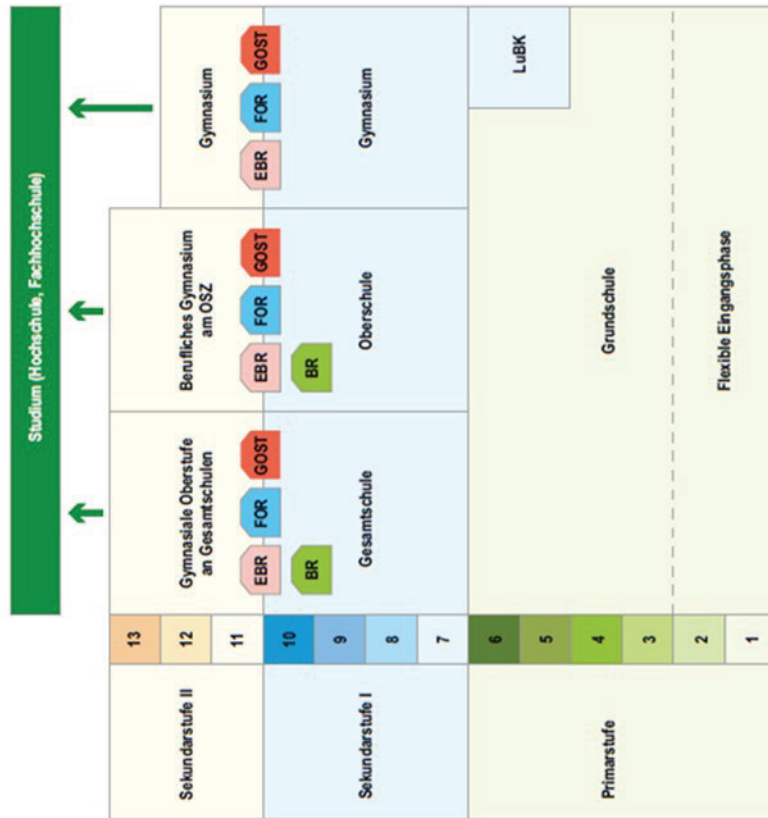 Studium (Hochschule, Fachhochschule)
Sekundarstufe II
13
12
11
Gymnasiale Oberstufe
an Gesamtschulen
Berufliches Gymnasium
am OSZ
Gymnasium
EBR
FOR
GOST
EBR
FOR
GOST
EBR
FOR
GOST
Sekundarstufe I
10
9
8
7
BR
BR
Gesamtschule
Oberschule
Gymnasium
Primarstufe
6
5
4
3
2
1
LuBK
Grundschule
Flexible Eingangsphase